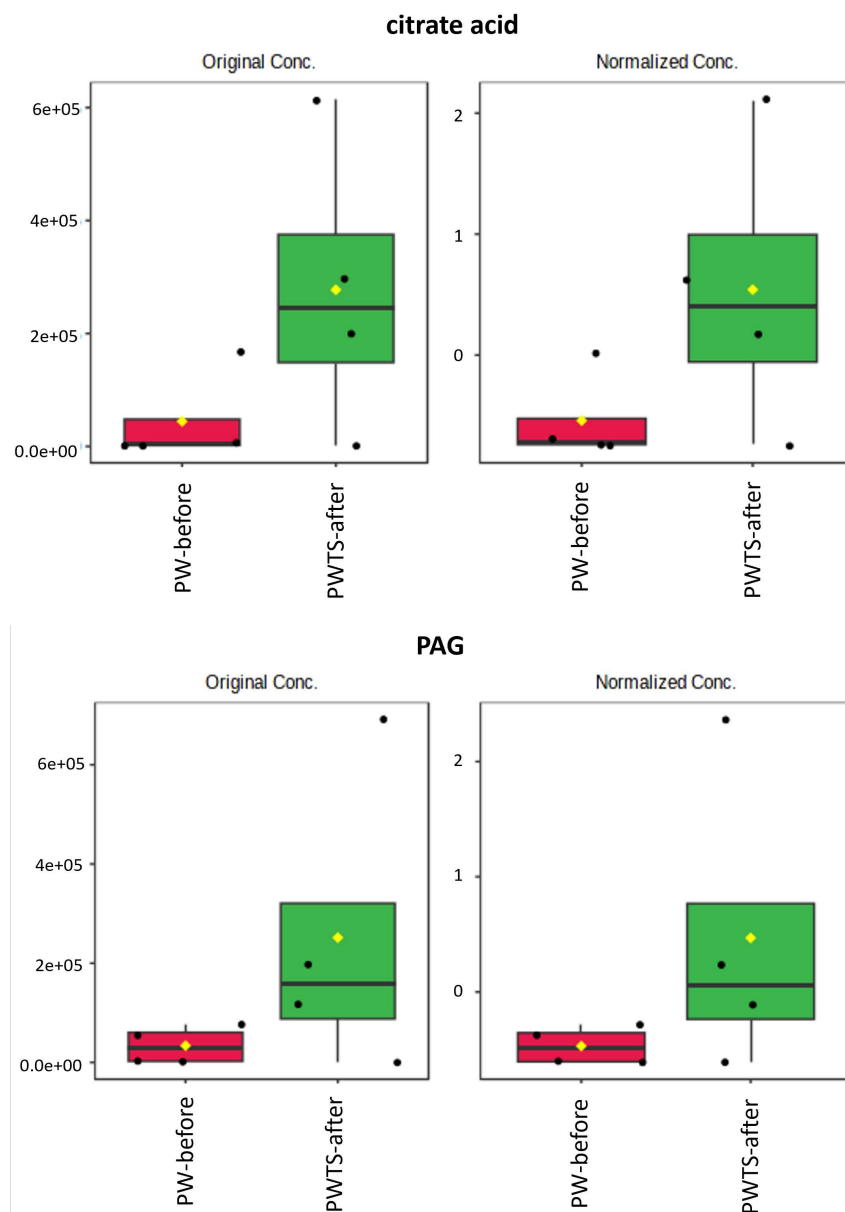 citrate acid
Original Conc.
Normalized Conc.
6e+05
4e+05
2e+05
0.0e+00
2
1
0
PW-before
PWTS-after
PW-before
PWTS-after
PAG
Original Conc.
Normalized Conc.
6e+05
4e+05
2e+05
0.0e+00
2
1
0
PW-before
PWTS-after
PW-before
PWTS-after